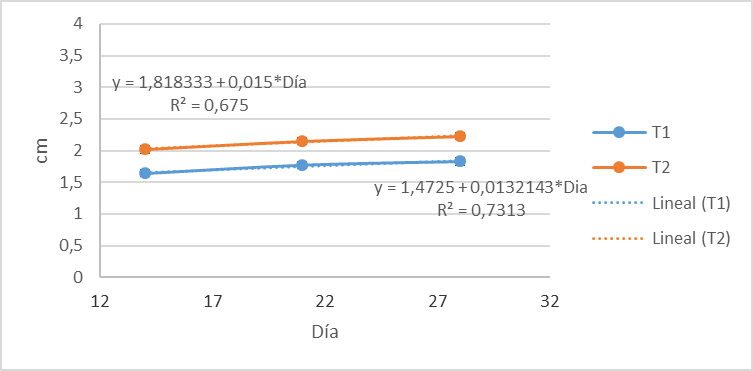 4
3,5
3
2,5
2
1,5
1
0,5
0
cm
y = 1,818333 + 0,015*Día
R² = 0,675
y = 1,4725 + 0,0132143*Dia
R² = 0,7313
12 17 22 27 32
Día
T1
T2
Lineal (T1)
Lineal (T2)